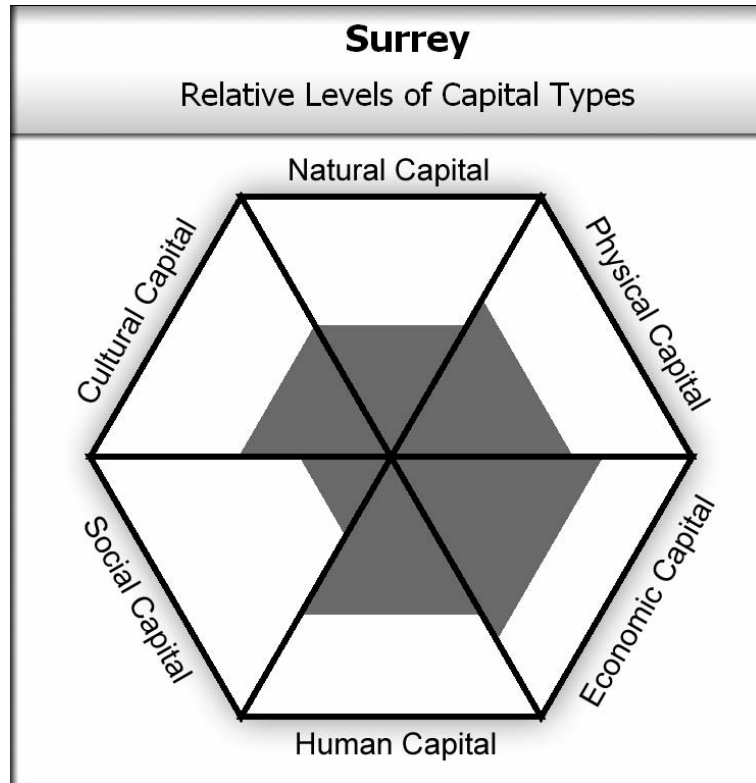 Surrey
Relative Levels of Capital Types
Natural Capital
Cultural Capital
Physical Capital
Social Capital
Economic Capital
Human Capital